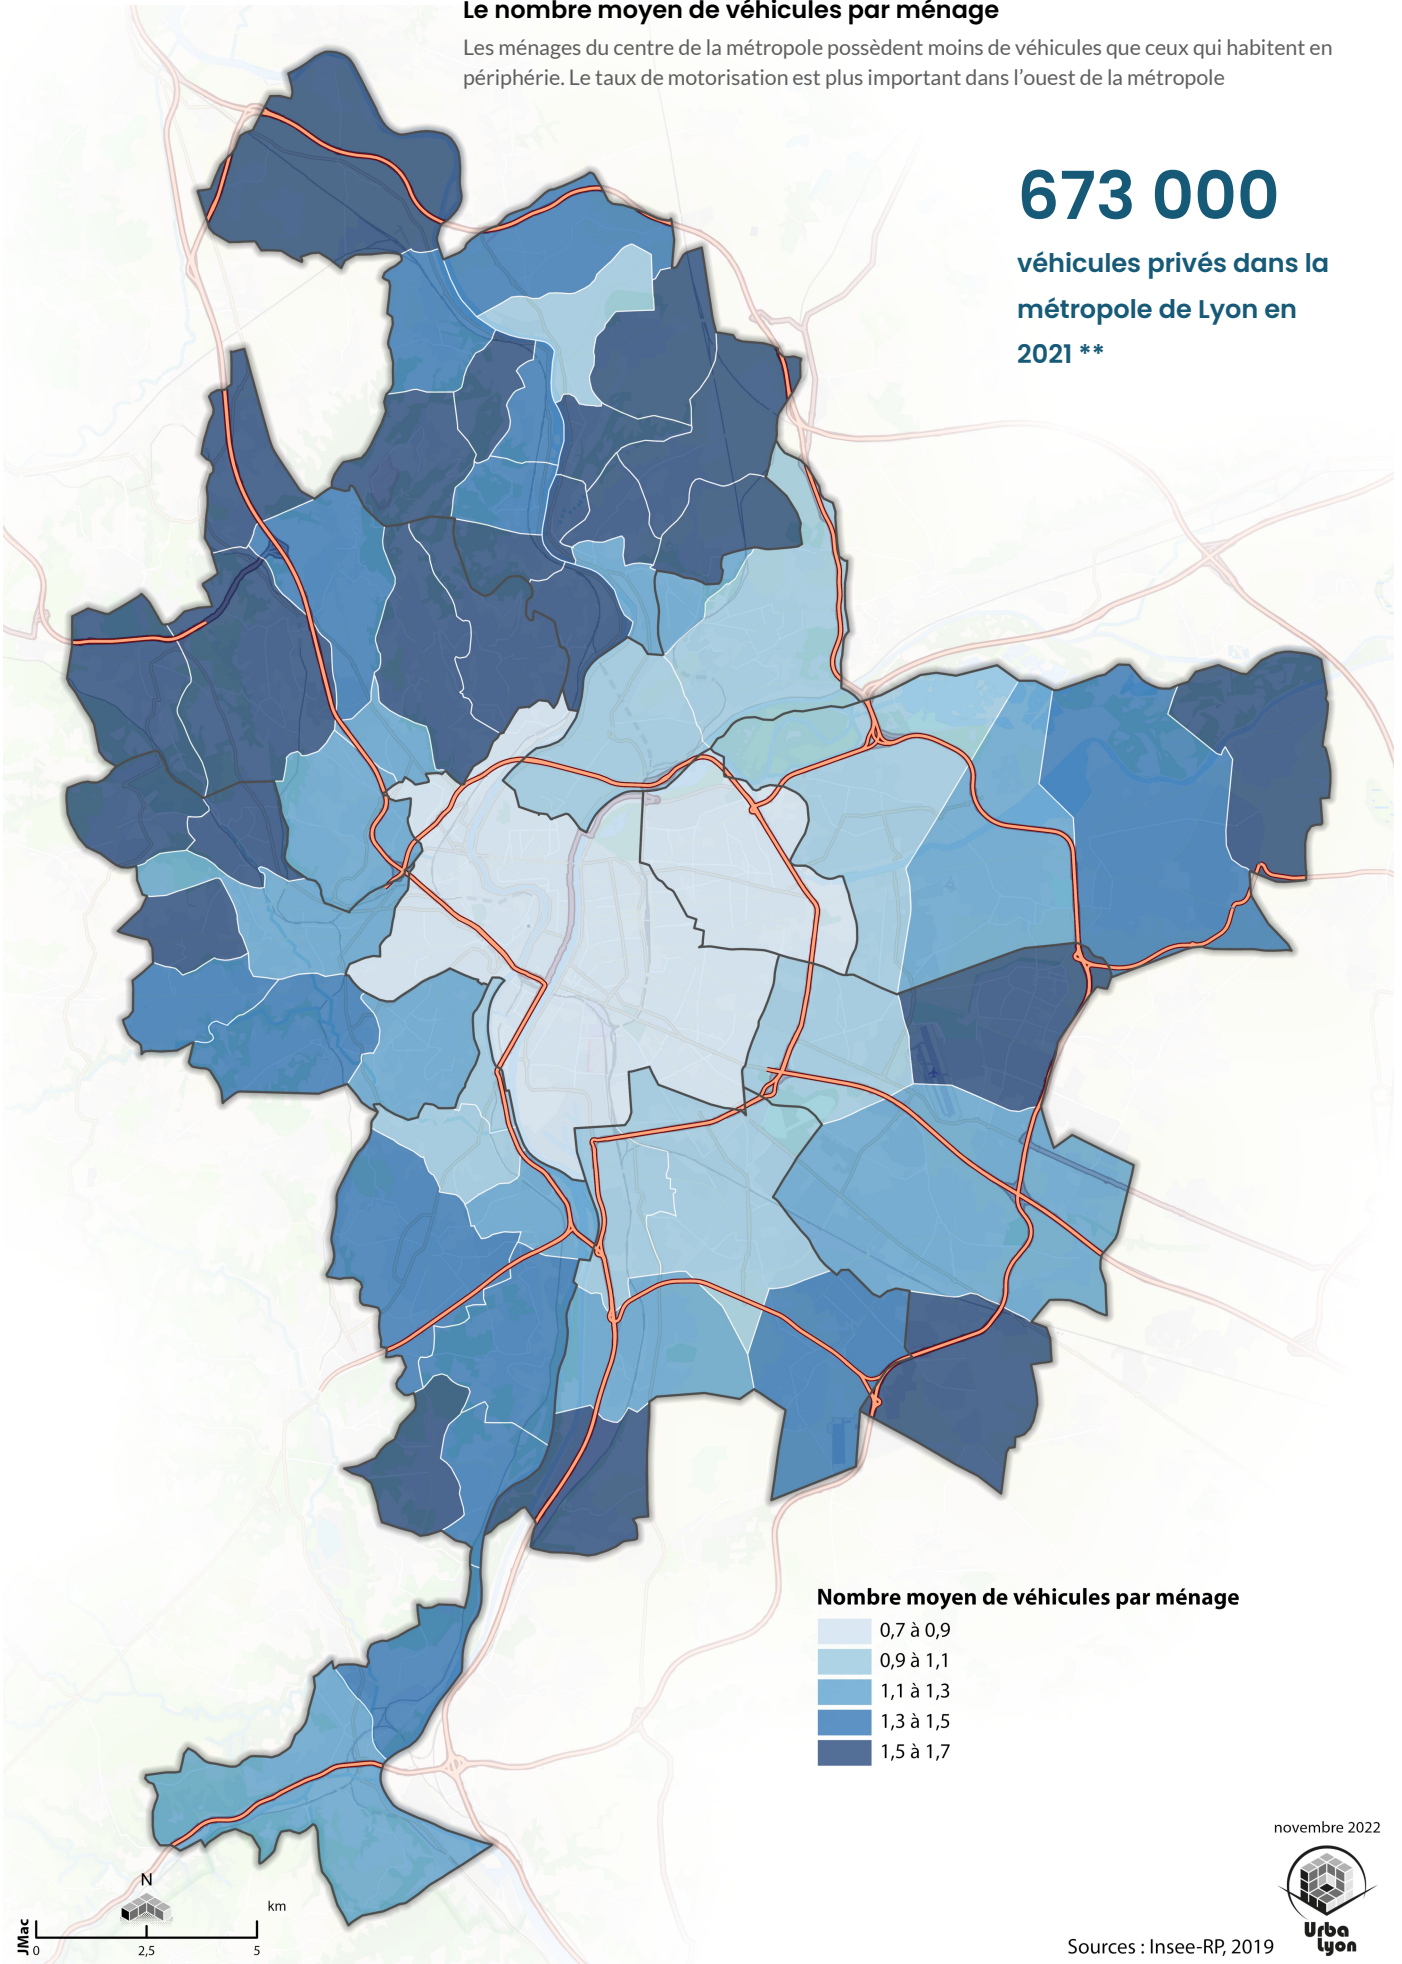 Le nombre moyen de véhicules par ménage
Les ménages du centre de la métropole possèdent moins de véhicules que ceux qui habitent en
périphérie. Le taux de motorisation est plus important dans l’ouest de la métropole
673 000
véhicules privés dans la
métropole de Lyon en
2021 **
Nombre moyen de véhicules par ménage
0,7 à 0,9
0,9 à 1,1
1,1 à 1,3
1,3 à 1,5
1,5 à 1,7
novembre 2022
Urba
Lyon
Sources : Insee-RP, 2019
N
km
JMac
0 2,5 5